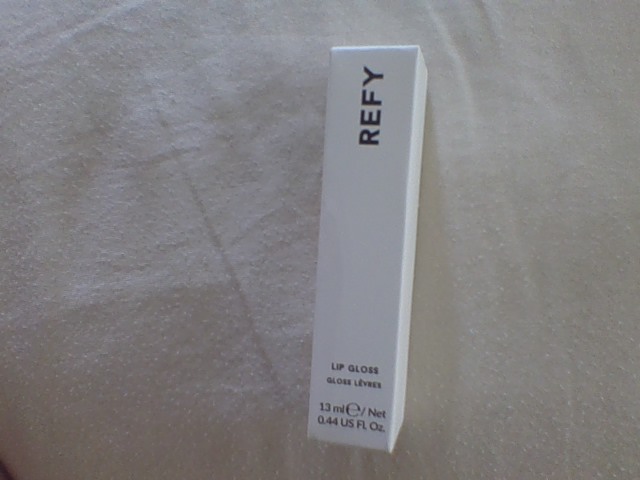 REFY
LIP GLOSS
GLOSS LÈVRES
13 ml ℮ / Net
0.44 US Fl. Oz.